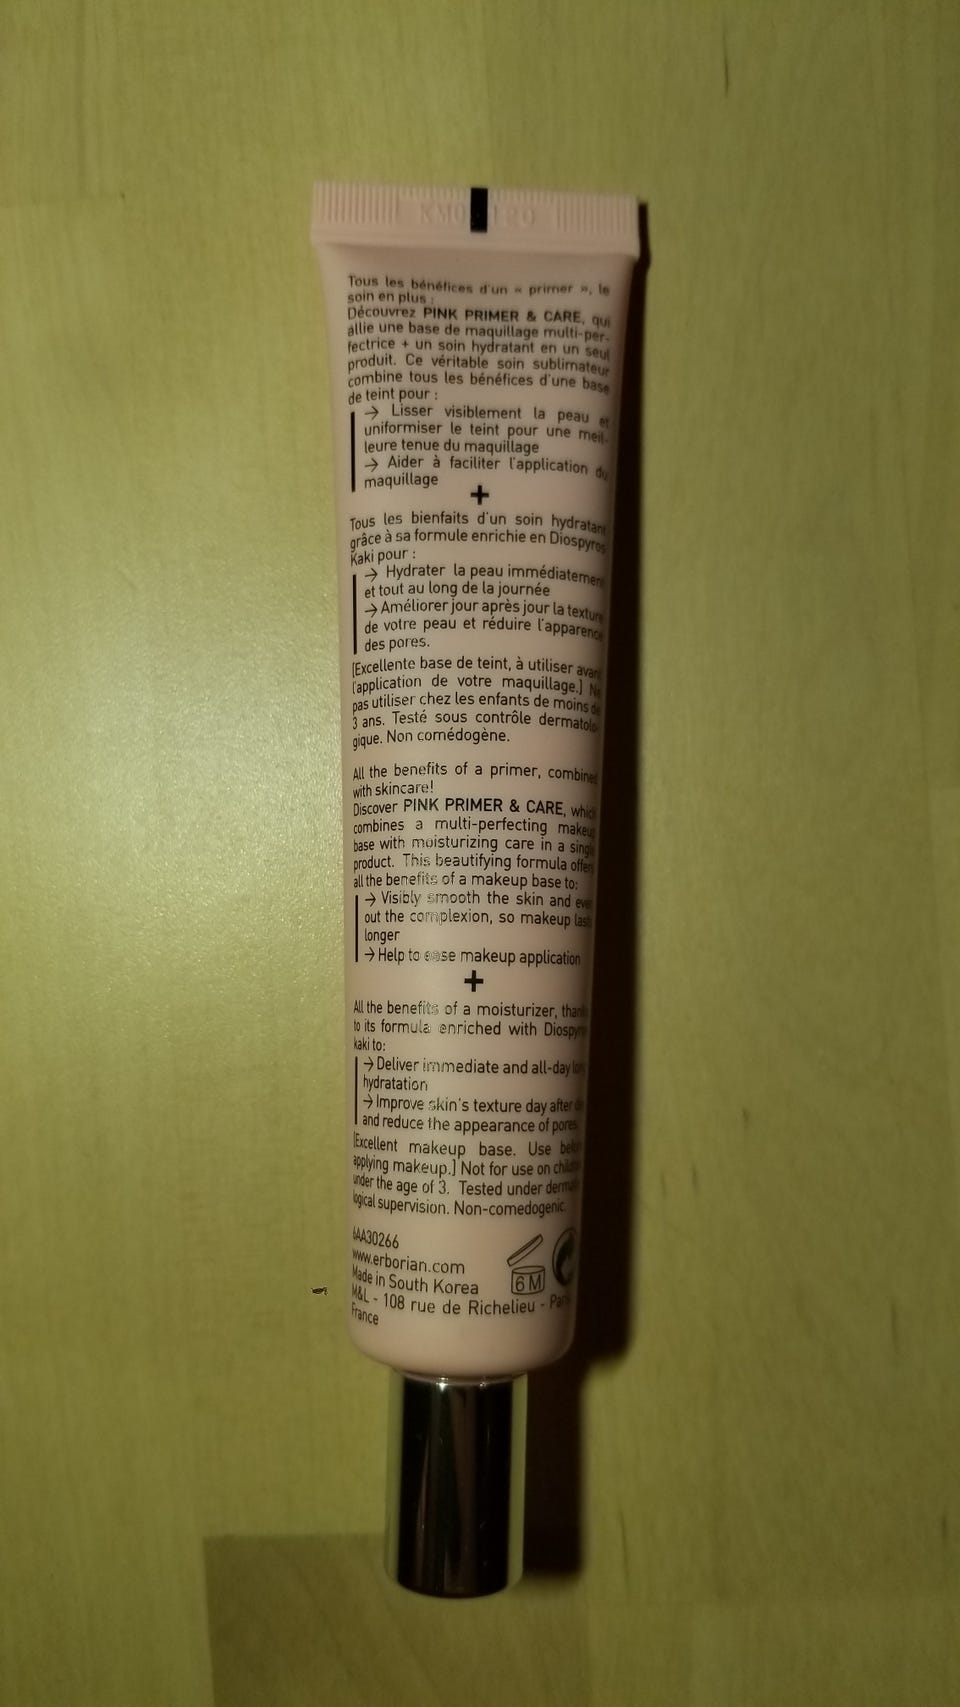 Tous les bénéfices d'un « primer », le
soin en plus :
Découvrez PINK PRIMER & CARE, qui
allie une base de maquillage multi-per-
fectrice + un soin hydratant en un seul
produit. Ce véritable soin sublimateur
combine tous les bénéfices d'une base
de teint pour :
→ Lisser visiblement la peau et
uniformiser le teint pour une meil-
leure tenue du maquillage
→ Aider à faciliter l'application du
maquillage
+
Tous les bienfaits d'un soin hydratant
grâce à sa formule enrichie en Diospyros
Kaki pour :
→ Hydrater la peau immédiatement
et tout au long de la journée
→ Améliorer jour après jour la texture
de votre peau et réduire l'apparence
des pores.
[Excellente base de teint, à utiliser avant
l'application de votre maquillage.] Ne
pas utiliser chez les enfants de moins de
3 ans. Testé sous contrôle dermatolo-
gique. Non comédogène.
All the benefits of a primer, combined
with skincare!
Discover PINK PRIMER & CARE, which
combines a multi-perfecting makeup
base with moisturizing care in a single
product. This beautifying formula offers
all the benefits of a makeup base to:
→ Visibly smooth the skin and even
out the complexion, so makeup lasts
longer
→ Help to ease makeup application
+
All the benefits of a moisturizer,
to its formula enriched with
kaki to:
→ Deliver immediate and all-day
hydratation
→ Improve skin's texture day after
and reduce the appearance of pores
[Excellent makeup base. Use
applying makeup.] Not for use on
under the age of 3. Tested under
logical supervision. Non-comedogenic.
6AA30266
www.erborian.com
Made in South Korea
M&L - 108 rue de Richelieu - Paris
France
6 M